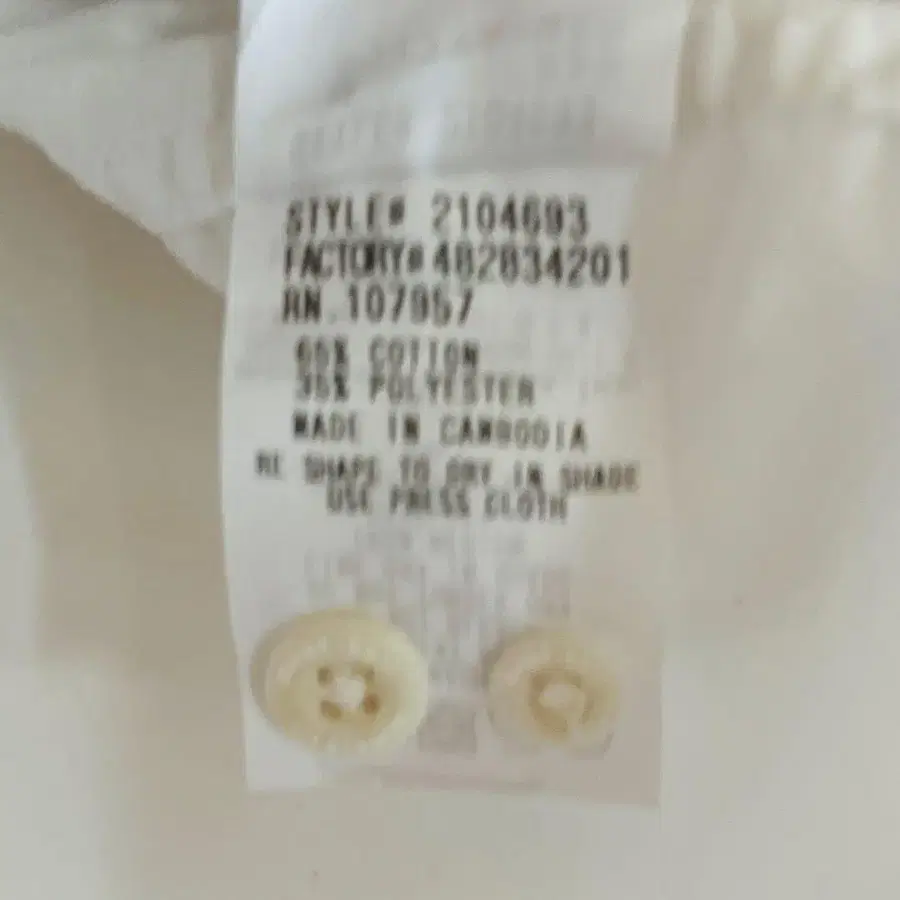 STYLE# 2104693
FACTORY# 482834201
RN.107957
65% COTTON
35% POLYESTER
MADE IN CAMBODIA
RE SHAPE TO DRY IN SHADE
USE PRESS CLOTH